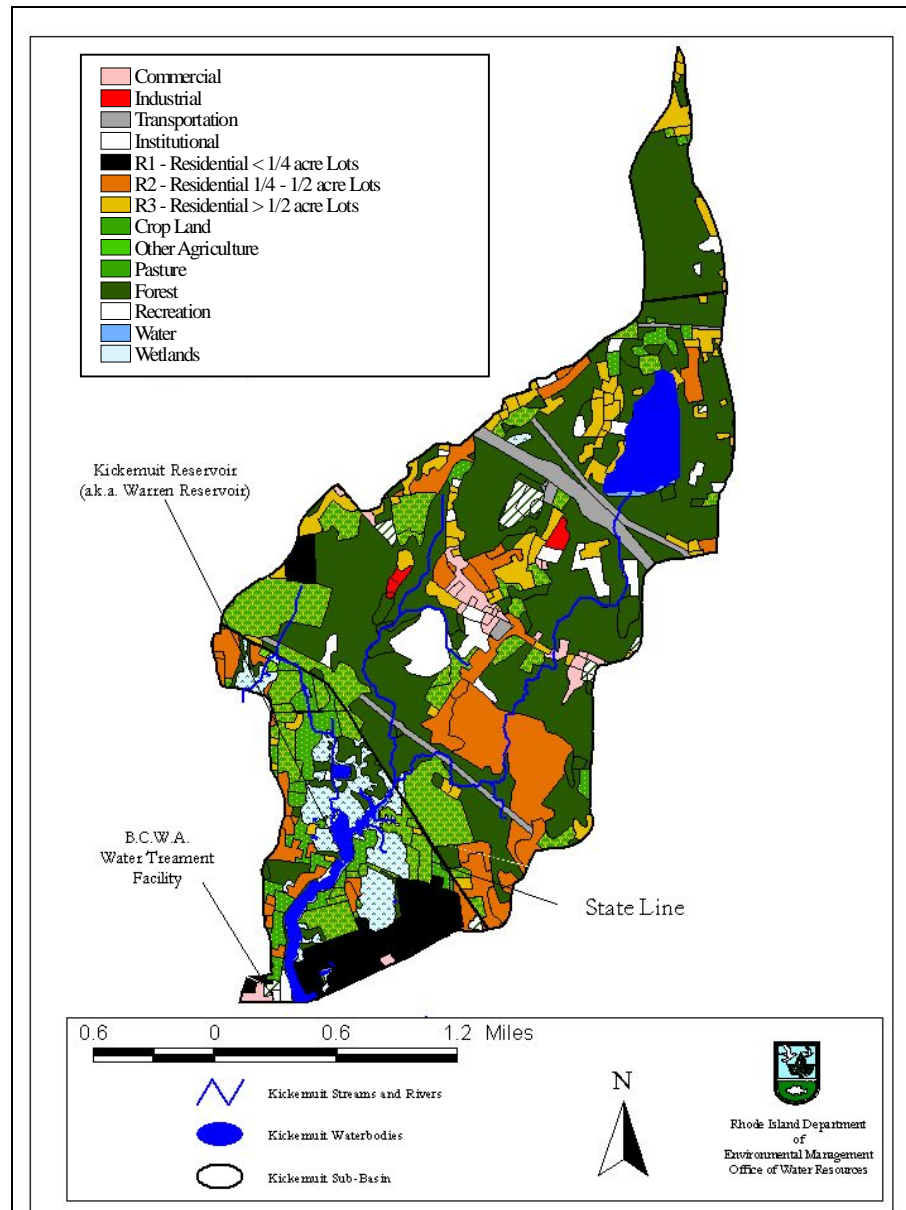 Commercial
Industrial
Transportation
Institutional
R1 - Residential < 1/4 acre Lots
R2 - Residential 1/4 - 1/2 acre Lots
R3 - Residential > 1/2 acre Lots
Crop Land
Other Agriculture
Pasture
Forest
Recreation
Water
Wetlands
Kickemuit Reservoir
(a.k.a. Warren Reservoir)
B.C.W.A.
Water Treament
Facility
State Line
0.6 0 0.6 1.2 Miles
Kickemuit Streams and Rivers
Kickemuit Waterbodies
Kickemuit Sub-Basin
N
Rhode Island Department
of
Environmental Management
Office of Water Resources